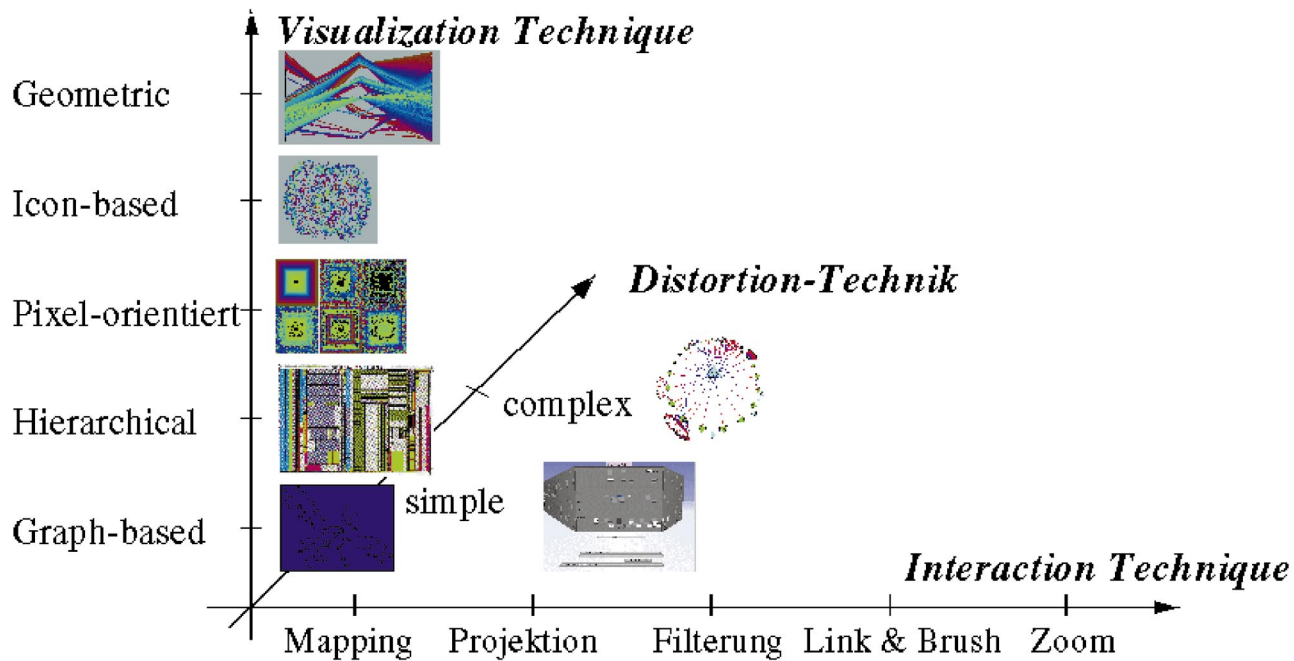 Visualization Technique
Geometric
Icon-based
Pixel-orientiert
Hierarchical
Graph-based
Distortion-Technik
complex
simple
Interaction Technique
Mapping
Projektion
Filterung
Link & Brush
Zoom